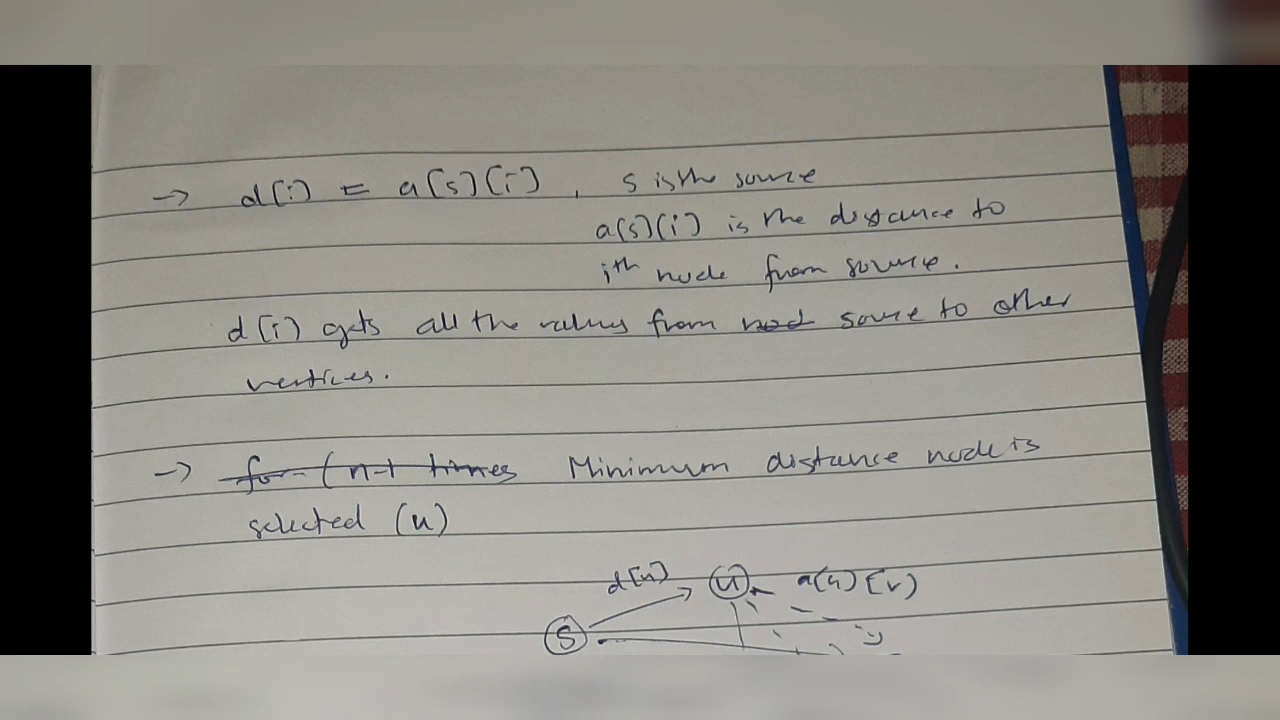 → d[i] = a[s][i], s is the source
a[s][i] is the distance to
ith node from source.
d[i] gets all the values from nod source to other
vertices.
→ for (n-1 times Minimum distance node is
selected (u)
d[u] u a[u][v]
s